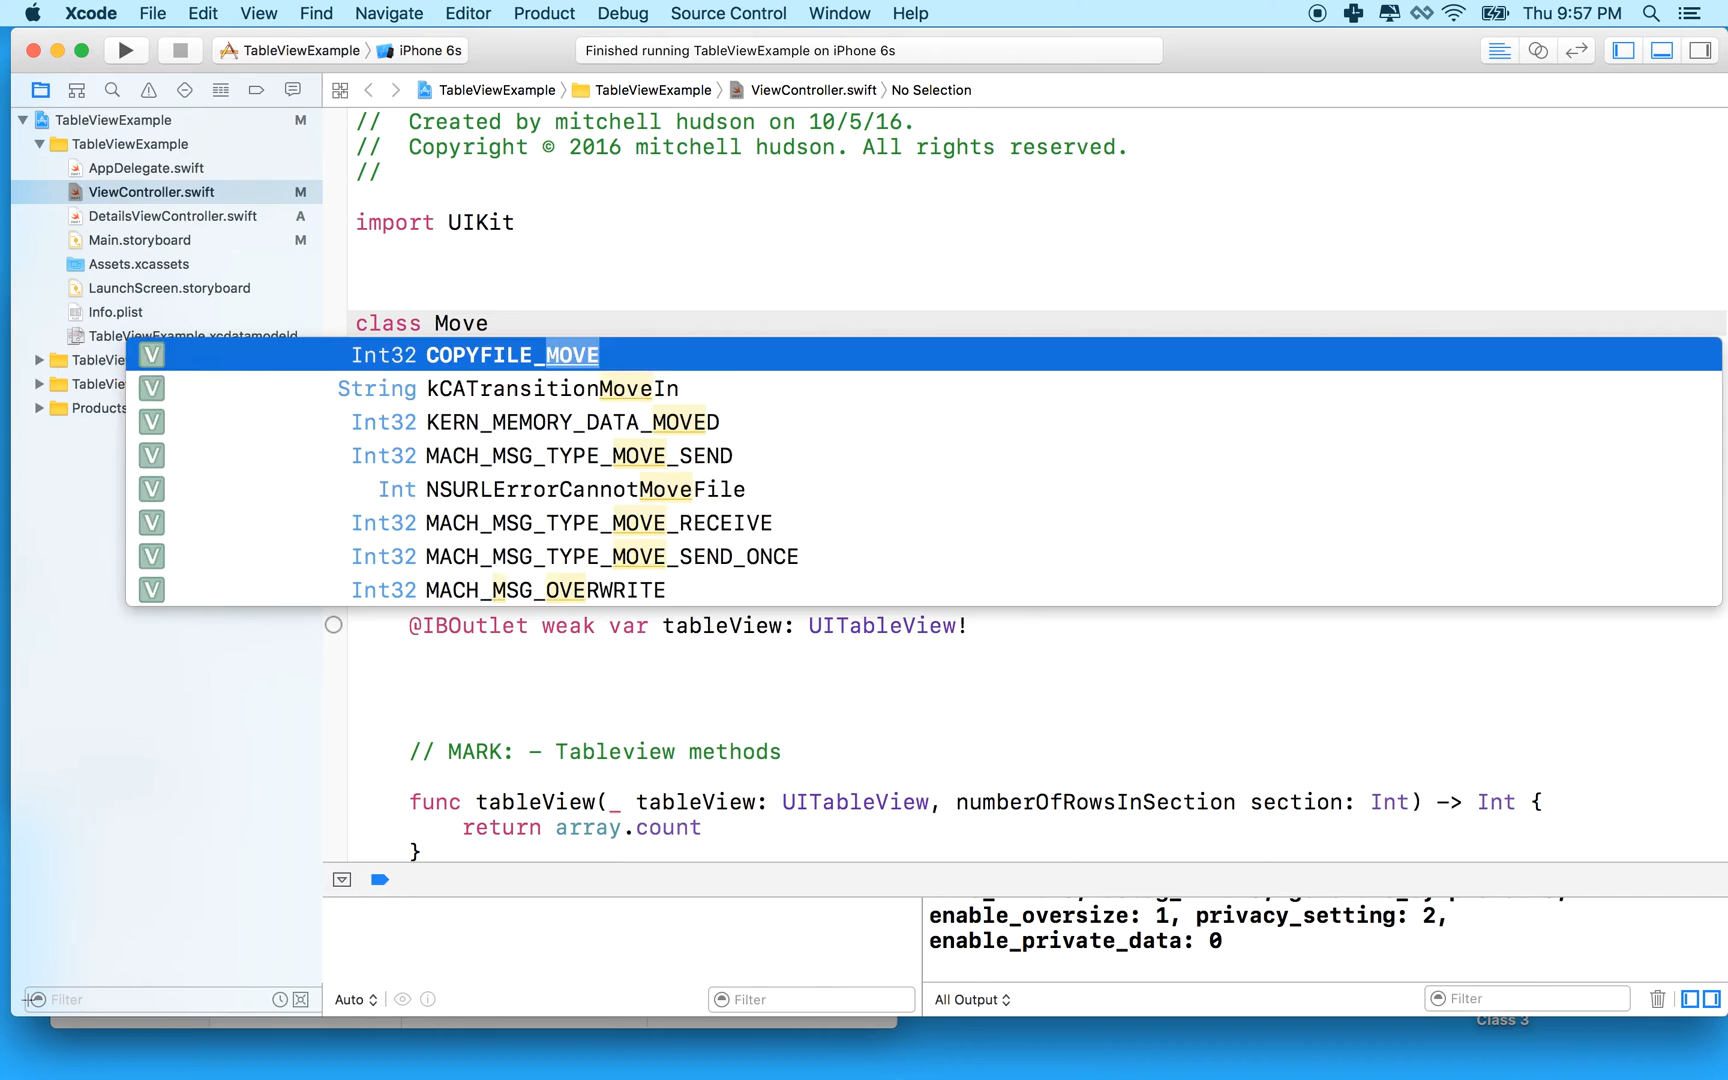 Xcode File Edit View Find Navigate Editor Product Debug Source Control Window Help Thu 9:57 PM
TableViewExample iPhone 6s Finished running TableViewExample on iPhone 6s
TableViewExample TableViewExample ViewController.swift No Selection
TableViewExample M
TableViewExample
AppDelegate.swift
ViewController.swift M
DetailsViewController.swift A
Main.storyboard M
Assets.xcassets
LaunchScreen.storyboard
Info.plist
TableViewExample.xcdatamodeld
TableVi
TableVi
Products
// Created by mitchell hudson on 10/5/16.
// Copyright © 2016 mitchell hudson. All rights reserved.
//
import UIKit
class Move
V Int32 COPYFILE_MOVE
V String kCATransitionMoveIn
V Int32 KERN_MEMORY_DATA_MOVED
V Int32 MACH_MSG_TYPE_MOVE_SEND
V Int NSURLErrorCannotMoveFile
V Int32 MACH_MSG_TYPE_MOVE_RECEIVE
V Int32 MACH_MSG_TYPE_MOVE_SEND_ONCE
V Int32 MACH_MSG_OVERWRITE
@IBOutlet weak var tableView: UITableView!
// MARK: - Tableview methods
func tableView(_ tableView: UITableView, numberOfRowsInSection section: Int) -> Int {
return array.count
}
enable_oversize: 1, privacy_setting: 2,
enable_private_data: 0
Filter Auto Filter All Output Filter
Class 3